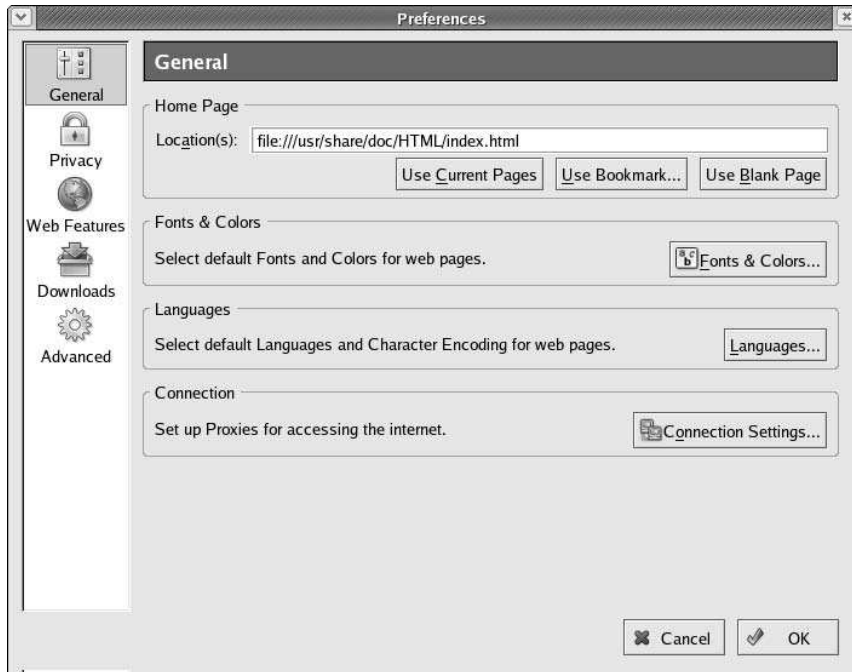 Preferences
General
Privacy
Web Features
Downloads
Advanced
General
Home Page
Location(s): file:///usr/share/doc/HTML/index.html
Use Current Pages Use Bookmark... Use Blank Page
Fonts & Colors
Select default Fonts and Colors for web pages. Fonts & Colors...
Languages
Select default Languages and Character Encoding for web pages. Languages...
Connection
Set up Proxies for accessing the internet. Connection Settings...
Cancel OK